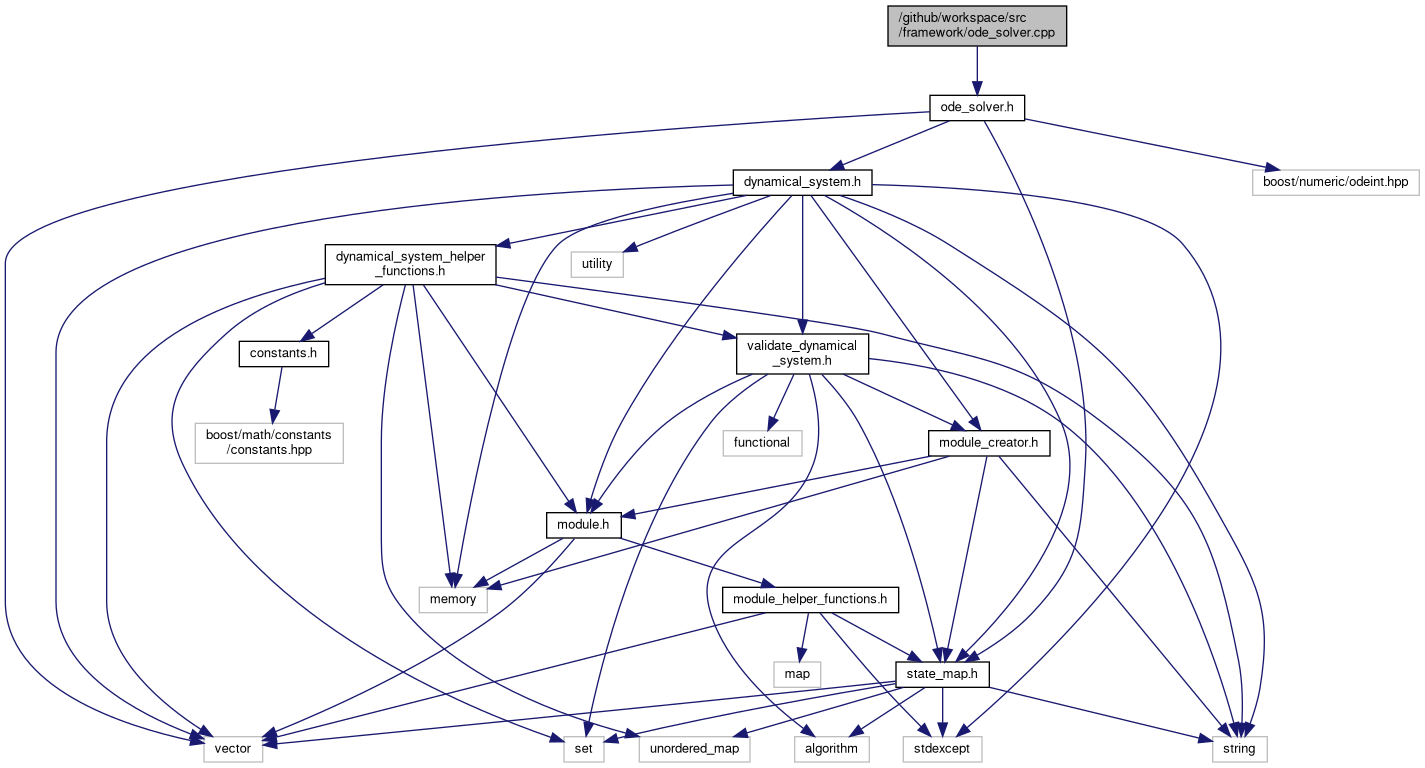 /github/workspace/src
/framework/ode_solver.cpp
ode_solver.h
dynamical_system.h
boost/numeric/odeint.hpp
dynamical_system_helper
_functions.h
utility
constants.h
validate_dynamical
_system.h
boost/math/constants
/constants.hpp
functional
module_creator.h
module.h
memory
module_helper_functions.h
map
state_map.h
vector
set
unordered_map
algorithm
stdexcept
string